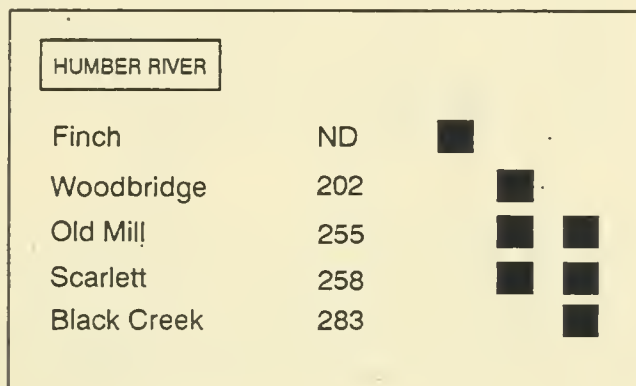 HUMBER RIVER
Finch ND
Woodbridge 202
Old Mill 255
Scarlett 258
Black Creek 283